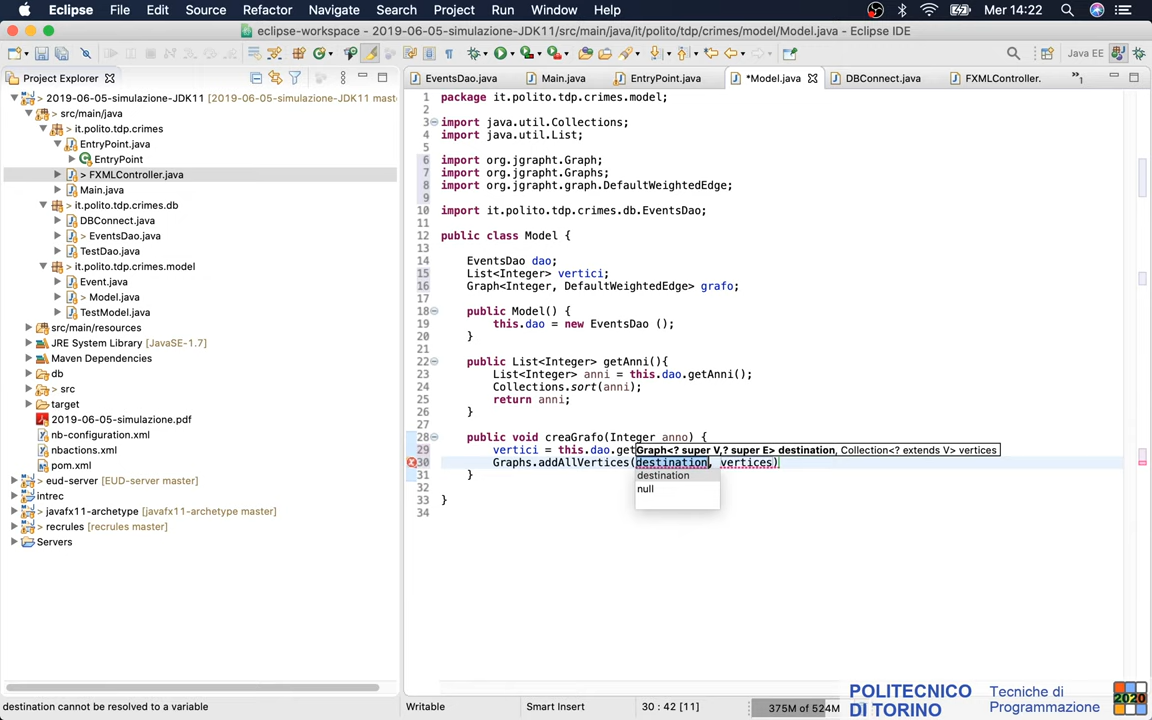 Eclipse File Edit Source Refactor Navigate Search Project Run Window Help Mer 14:22
eclipse-workspace - 2019-06-05-simulazione-JDK11/src/main/java/it/polito/tdp/crimes/model/Model.java - Eclipse IDE
Java EE
Project Explorer
EventsDao.java Main.java EntryPoint.java *Model.java DBConnect.java FXMLController. »1
2019-06-05-simulazione-JDK11 [2019-06-05-simulazione-JDK11 mast
src/main/java
> it.polito.tdp.crimes
EntryPoint.java
EntryPoint
> FXMLController.java
Main.java
> it.polito.tdp.crimes.db
DBConnect.java
> EventsDao.java
TestDao.java
> it.polito.tdp.crimes.model
Event.java
> Model.java
TestModel.java
src/main/resources
JRE System Library [JavaSE-1.7]
Maven Dependencies
db
> src
target
2019-06-05-simulazione.pdf
nb-configuration.xml
nbactions.xml
pom.xml
> eud-server [EUD-server master]
intrec
> javafx11-archetype [javafx11-archetype master]
> recrules [recrules master]
Servers
1 package it.polito.tdp.crimes.model;
2
3 import java.util.Collections;
4 import java.util.List;
6 import org.jgrapht.Graph;
7 import org.jgrapht.Graphs;
8 import org.jgrapht.graph.DefaultWeightedEdge;
9
10 import it.polito.tdp.crimes.db.EventsDao;
11
12 public class Model {
13
14 EventsDao dao;
15 List<Integer> vertici;
16 Graph<Integer, DefaultWeightedEdge> grafo;
17
18 public Model() {
19 this.dao = new EventsDao ();
20 }
21
22 public List<Integer> getAnni(){
23 List<Integer> anni = this.dao.getAnni();
24 Collections.sort(anni);
25 return anni;
26 }
27
28 public void creaGrafo(Integer anno) {
29 vertici = this.dao.get
Graph<? super V,? super E> destination, Collection<? extends V> vertices
30 Graphs.addAllVertices(destination, vertices)
31 }
destination
null
32
33 }
34
destination cannot be resolved to a variable Writable Smart Insert 30 : 42 [11] 375M of 524M
POLITECNICO
DI TORINO
Tecniche di
Programmazione
2020